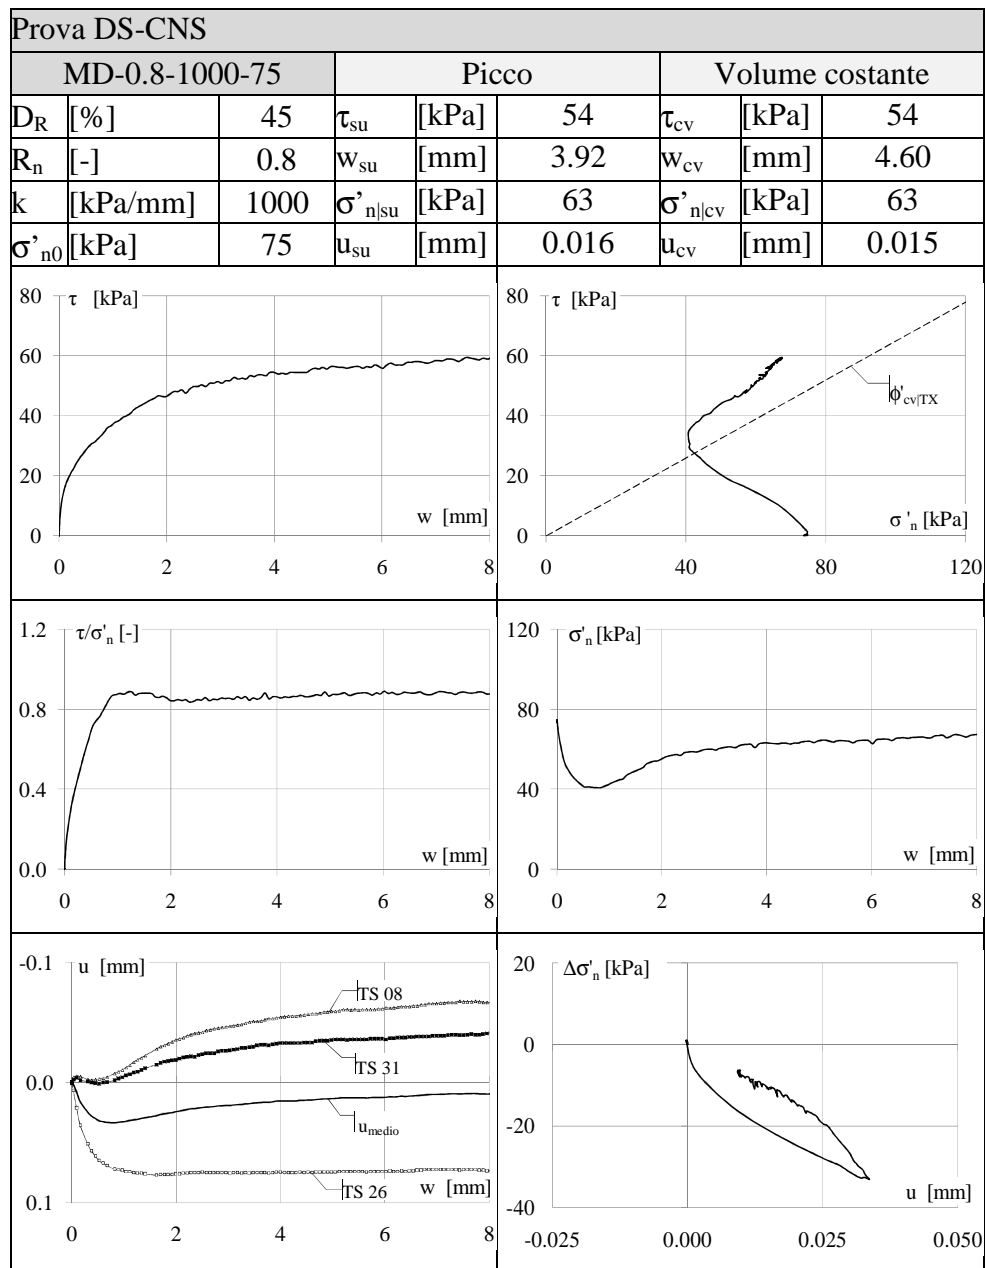 Prova DS-CNS
MD-0.8-1000-75 Picco Volume costante
D_R [%] 45 τ_su [kPa] 54 τ_cv [kPa] 54
R_n [-] 0.8 w_su [mm] 3.92 w_cv [mm] 4.60
k [kPa/mm] 1000 σ'_n|su [kPa] 63 σ'_n|cv [kPa] 63
σ'_n0 [kPa] 75 u_su [mm] 0.016 u_cv [mm] 0.015
τ [kPa]
80
60
40
20
0
0 2 4 6 8
w [mm]
τ [kPa]
80
60
40
20
0
φ'_cv|TX
σ'_n [kPa]
0 40 80 120
τ/σ'_n [-]
1.2
0.8
0.4
0.0
w [mm]
0 2 4 6 8
σ'_n [kPa]
120
80
40
0
w [mm]
0 2 4 6 8
u [mm]
-0.1
0.0
0.1
TS 08
TS 31
u_medio
TS 26
w [mm]
0 2 4 6 8
Δσ'_n [kPa]
20
0
-20
-40
u [mm]
-0.025 0.000 0.025 0.050